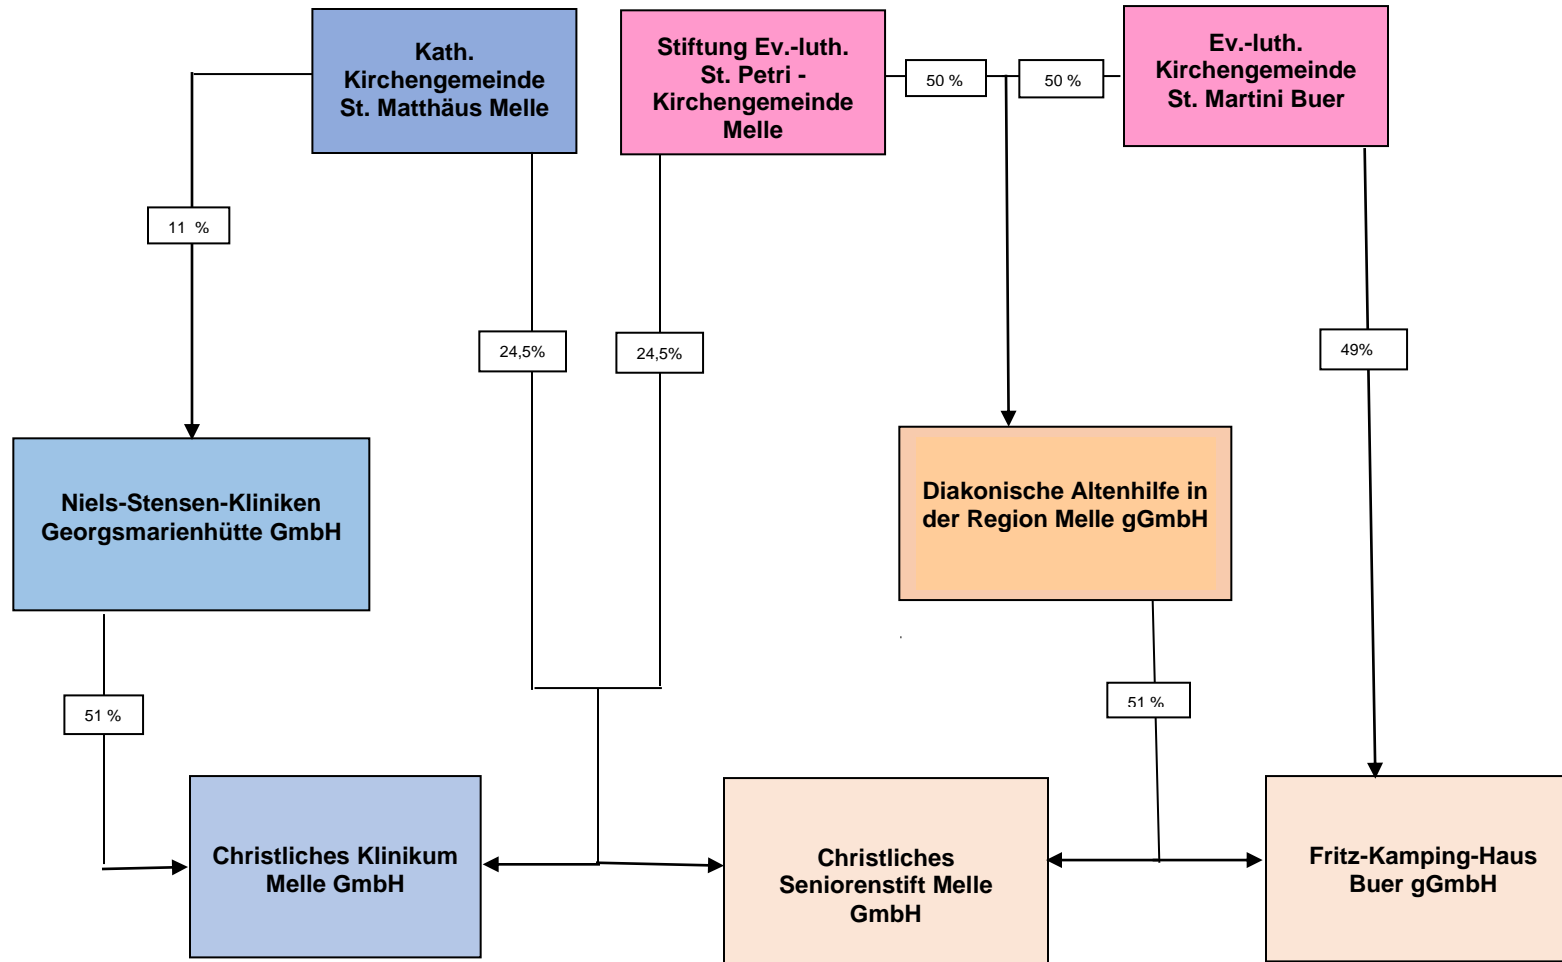 Kath.
Kirchengemeinde
St. Matthäus Melle
Stiftung Ev.-luth.
St. Petri -
Kirchengemeinde
Melle
Ev.-luth.
Kirchengemeinde
St. Martini Buer
50 %
50 %
11 %
24,5%
24,5%
49%
Niels-Stensen-Kliniken
Georgsmarienhütte GmbH
Diakonische Altenhilfe in
der Region Melle gGmbH
51 %
51 %
Christliches Klinikum
Melle GmbH
Christliches
Seniorenstift Melle
GmbH
Fritz-Kamping-Haus
Buer gGmbH